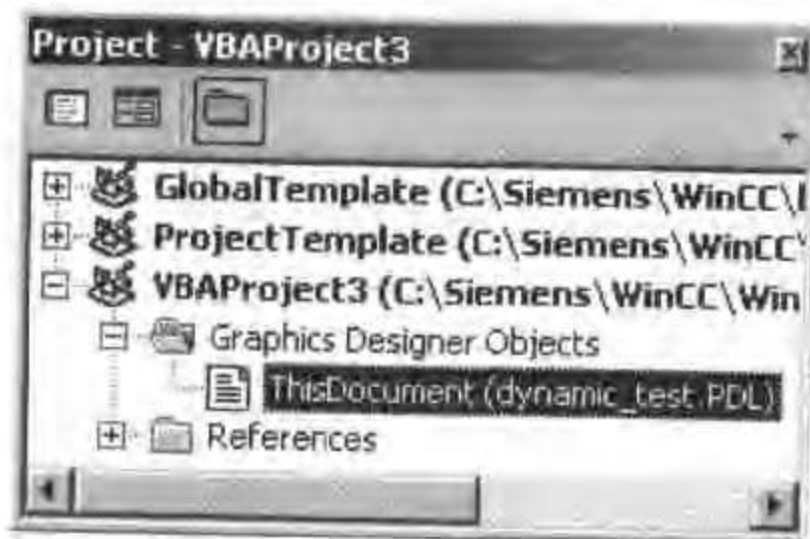 Project - VBAProject3
GlobalTemplate (C:\Siemens\WinCC\
ProjectTemplate (C:\Siemens\WinCC\
VBAProject3 (C:\Siemens\WinCC\Win
Graphics Designer Objects
ThisDocument (dynamic_test.PDL)
References